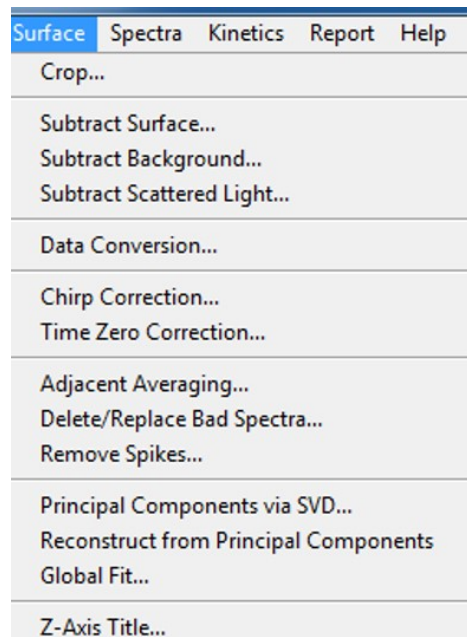 Surface Spectra Kinetics Report Help
Crop...
Subtract Surface...
Subtract Background...
Subtract Scattered Light...
Data Conversion...
Chirp Correction...
Time Zero Correction...
Adjacent Averaging...
Delete/Replace Bad Spectra...
Remove Spikes...
Principal Components via SVD...
Reconstruct from Principal Components
Global Fit...
Z-Axis Title...